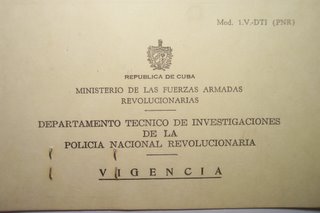 Mod. 1.V.-DTI (PNR)
REPUBLICA DE CUBA
MINISTERIO DE LAS FUERZAS ARMADAS
REVOLUCIONARIAS
DEPARTAMENTO TECNICO DE INVESTIGACIONES
DE LA
POLICIA NACIONAL REVOLUCIONARIA
VIGENCIA